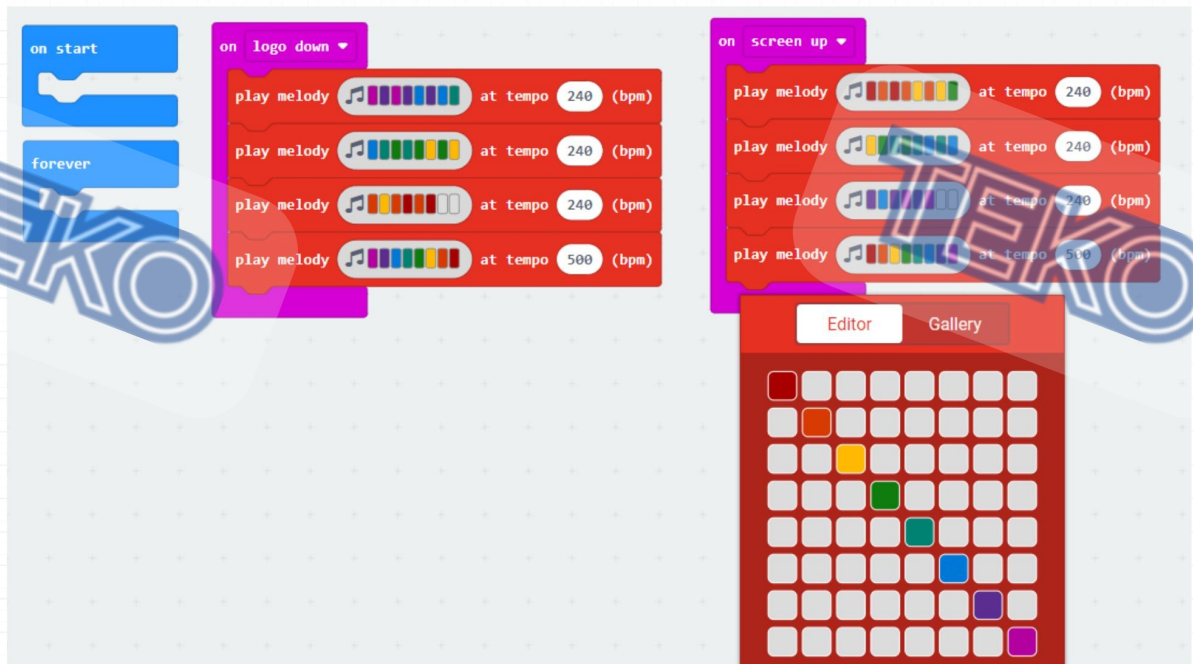 on start
forever
on logo down
play melody at tempo 240 (bpm)
play melody at tempo 240 (bpm)
play melody at tempo 240 (bpm)
play melody at tempo 500 (bpm)
on screen up
play melody at tempo 240 (bpm)
play melody at tempo 240 (bpm)
play melody at tempo 240 (bpm)
play melody at tempo 500 (bpm)
Editor Gallery
TEKO
TEKO